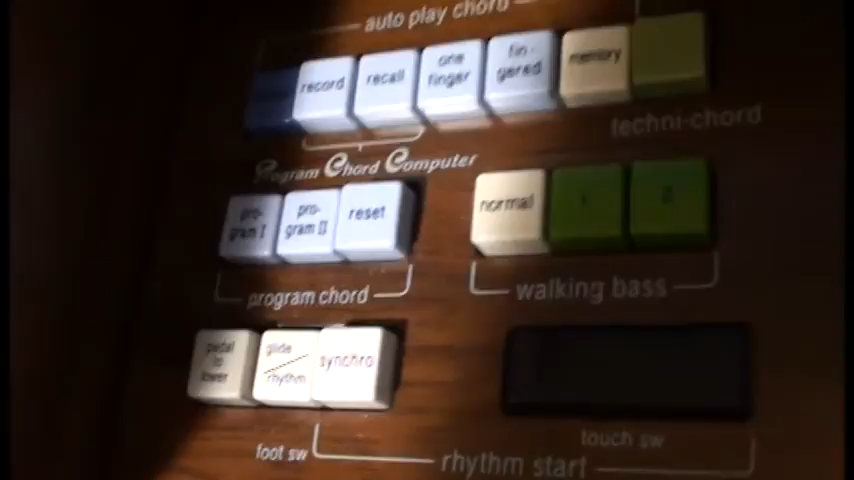 auto play chord
record recall one finger fin-gered memory
techni-chord
Program Chord Computer
pro-gram I pro-gram II reset normal
program chord walking bass
pedal to lower glide rhythm synchro
foot sw touch sw
rhythm start